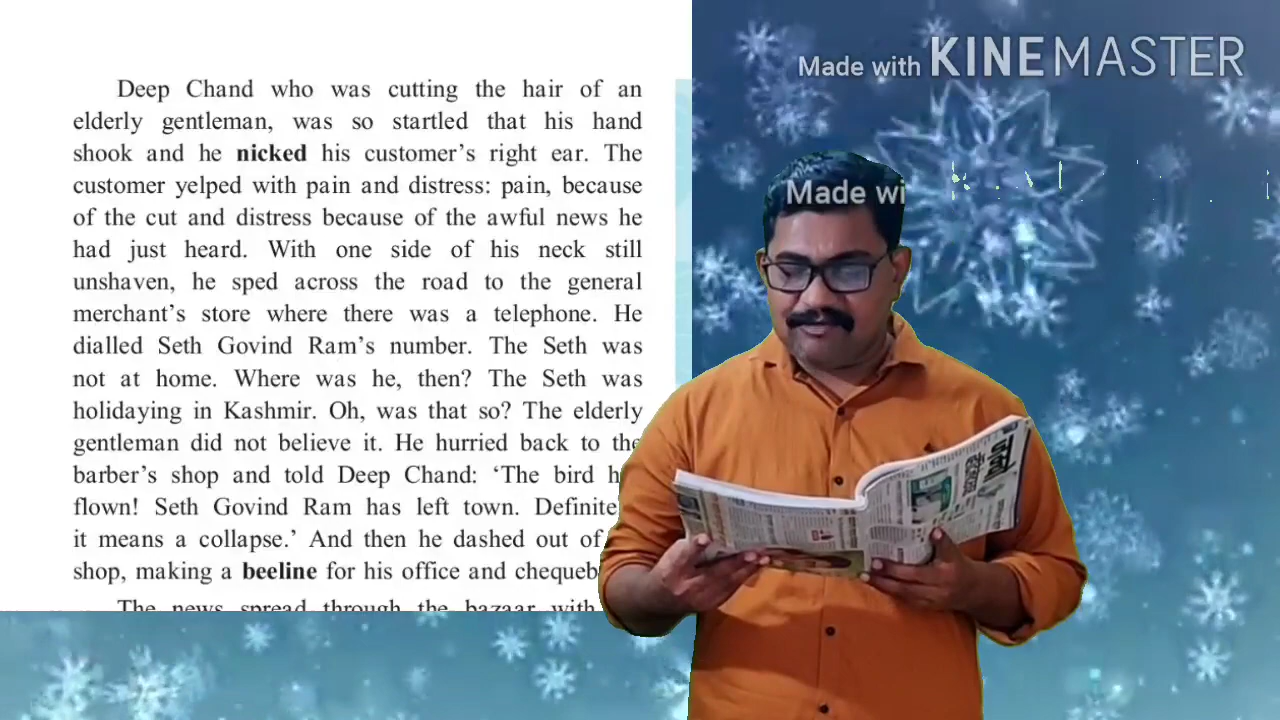 Deep Chand who was cutting the hair of an
elderly gentleman, was so startled that his hand
shook and he nicked his customer's right ear. The
customer yelped with pain and distress: pain, because
of the cut and distress because of the awful news he
had just heard. With one side of his neck still
unshaven, he sped across the road to the general
merchant's store where there was a telephone. He
dialled Seth Govind Ram's number. The Seth was
not at home. Where was he, then? The Seth was
holidaying in Kashmir. Oh, was that so? The elderly
gentleman did not believe it. He hurried back to the
barber's shop and told Deep Chand: ‘The bird h
flown! Seth Govind Ram has left town. Definite
it means a collapse.’ And then he dashed out of
shop, making a beeline for his office and chequeb
The news spread through the bazaar with
Made with KINEMASTER
Made wi